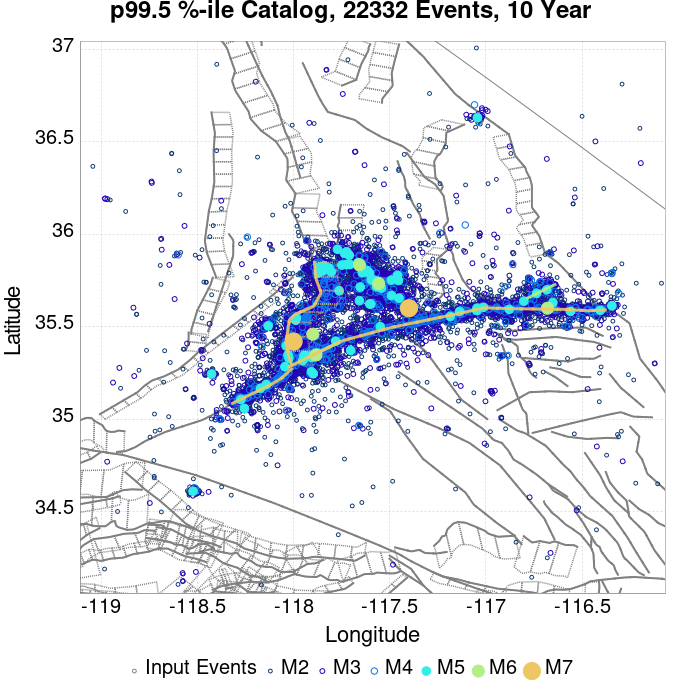 p99.5 %-ile Catalog, 22332 Events, 10 Year
37
36.5
36
35.5
35
34.5
Latitude
-119 -118.5 -118 -117.5 -117 -116.5
Longitude
Input Events M2 M3 M4 M5 M6 M7